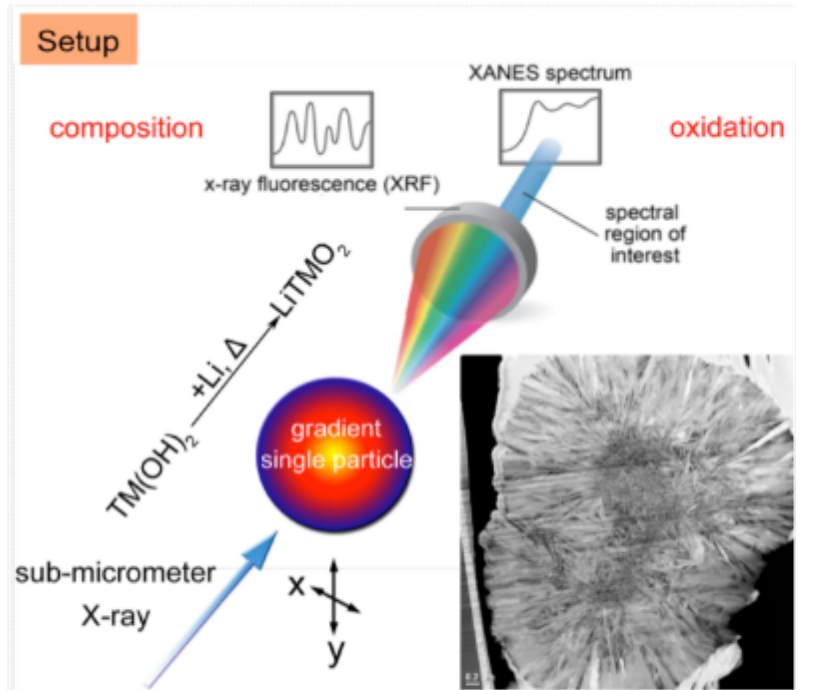 Setup
XANES spectrum
composition
oxidation
x-ray fluorescence (XRF)
spectral
region of
interest
TM(OH)₂ +Li, Δ LiTMO₂
gradient
single particle
sub-micrometer
X-ray
x
y